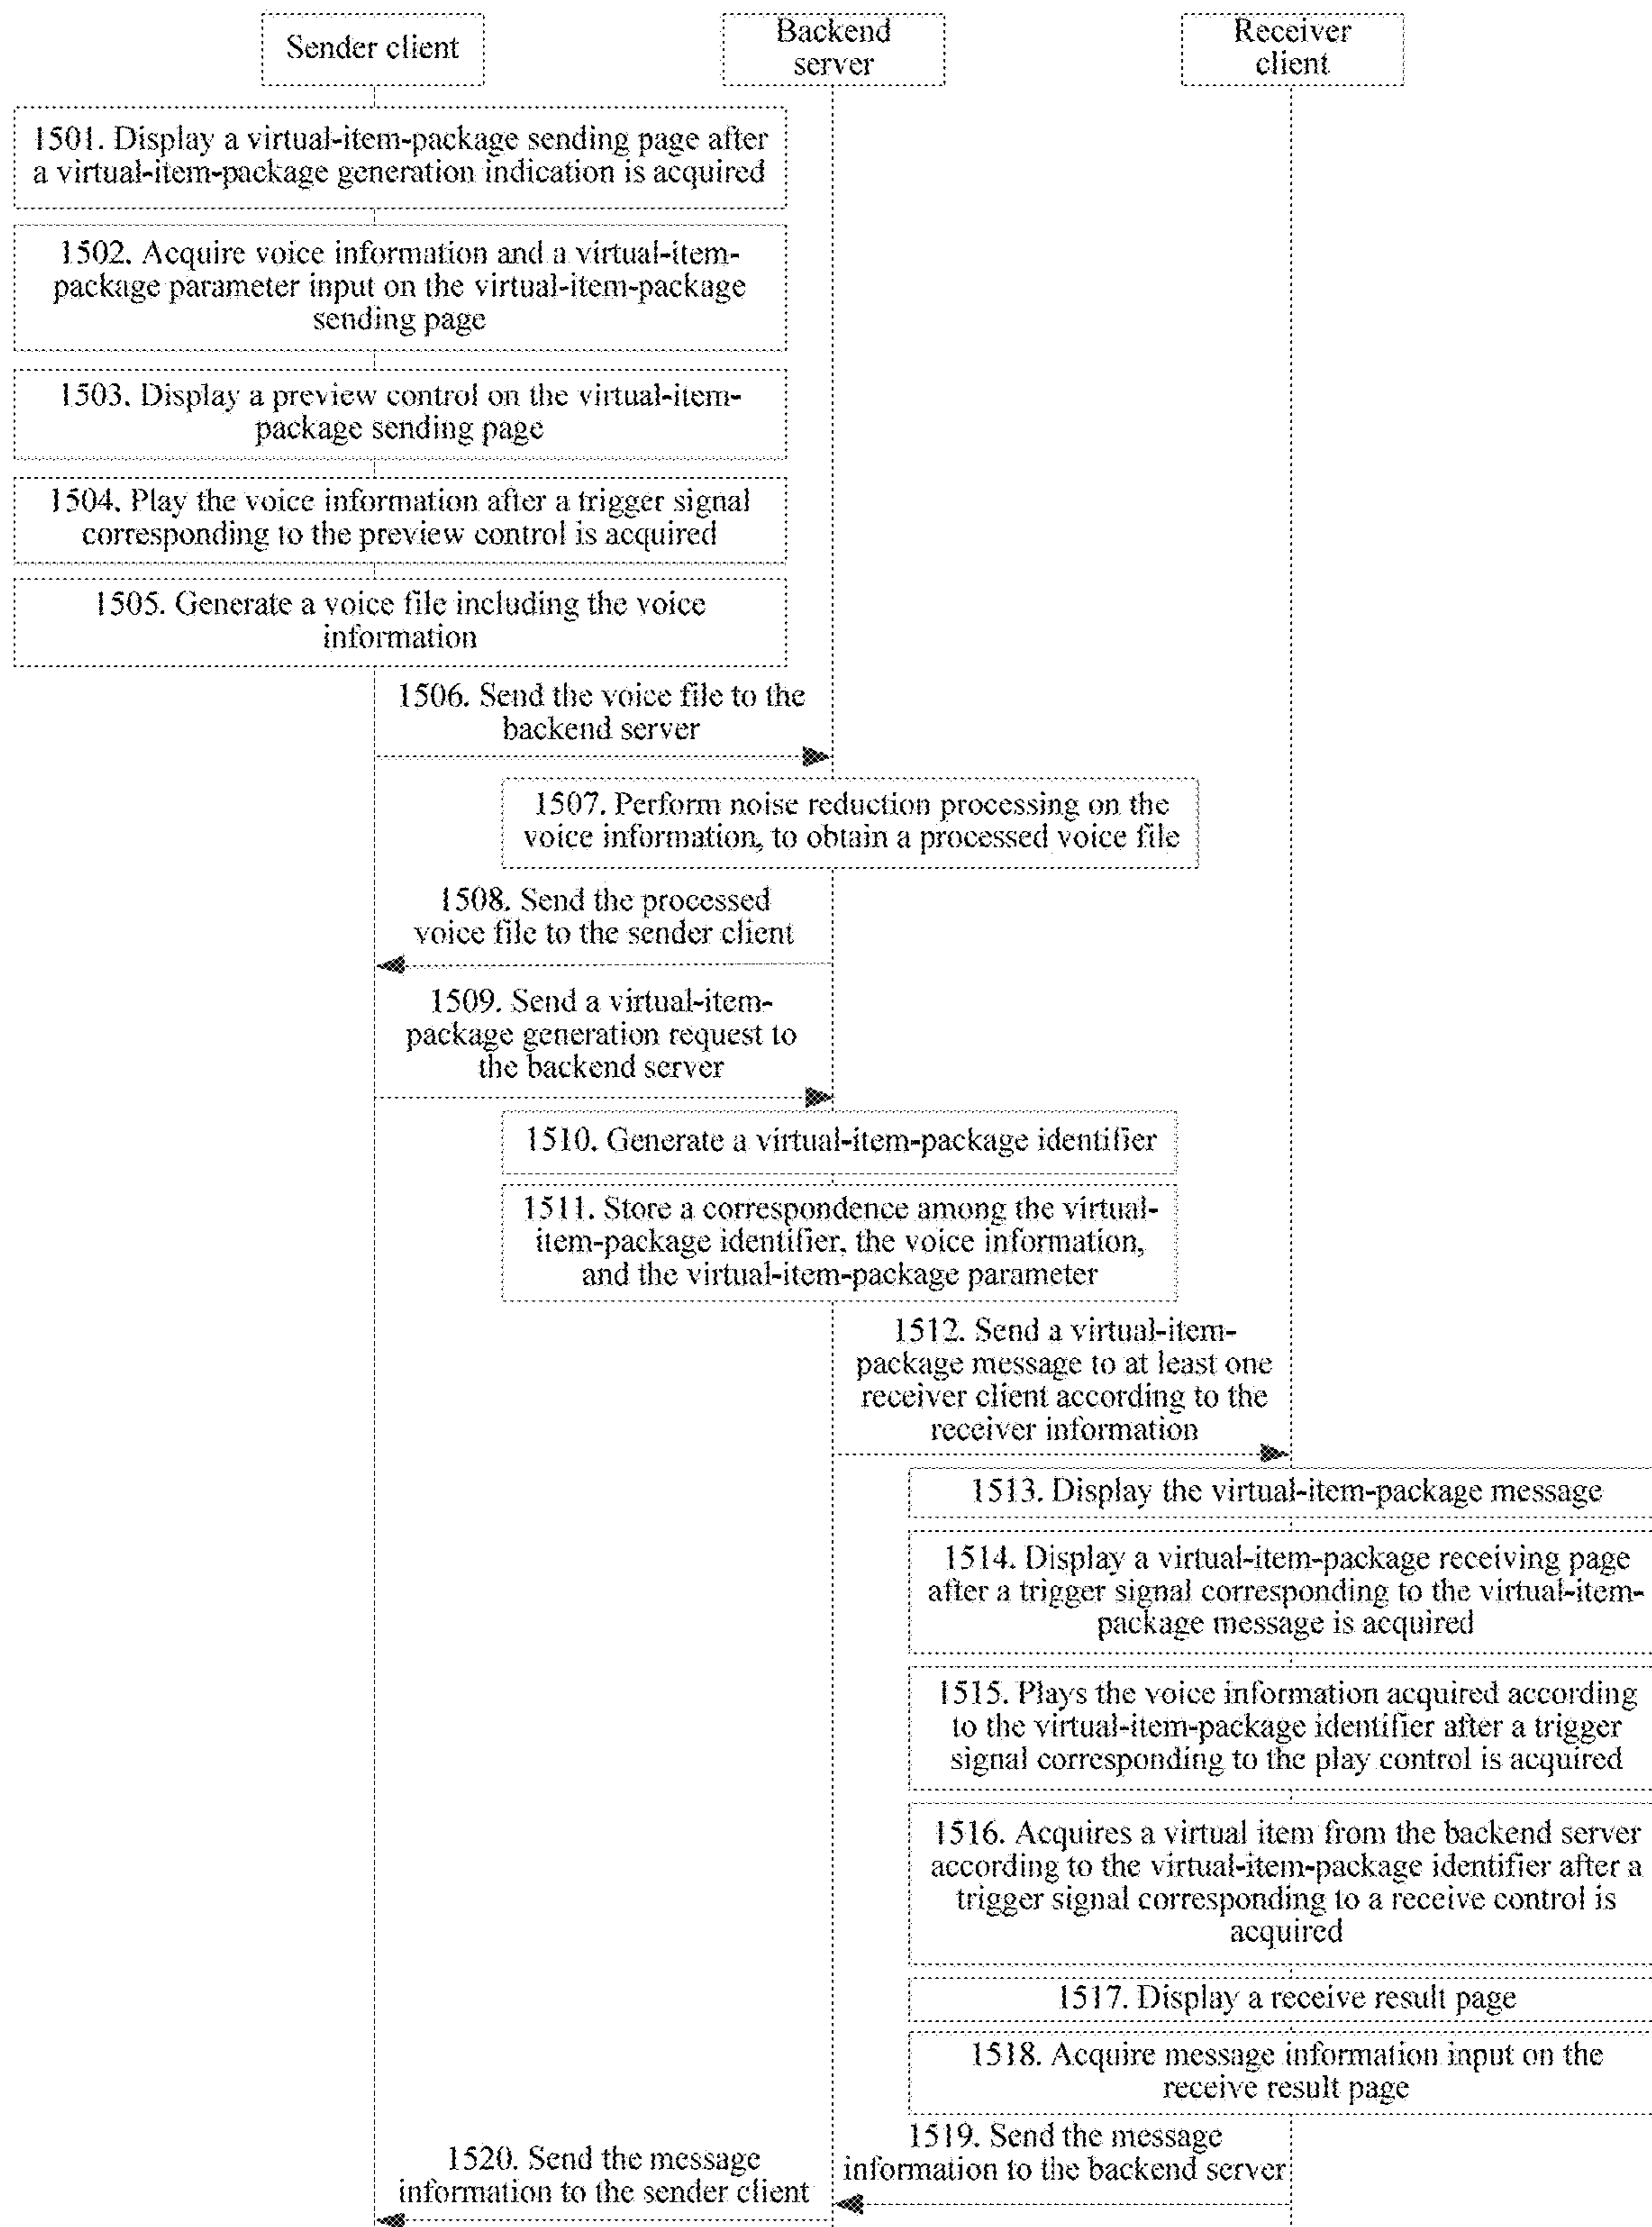 Sender client
Backend
server
Receiver
client
1501. Display a virtual-item-package sending page after
a virtual-item-package generation indication is acquired
1502. Acquire voice information and a virtual-item-
package parameter input on the virtual-item-package
sending page
1503. Display a preview control on the virtual-item-
package sending page
1504. Play the voice information after a trigger signal
corresponding to the preview control is acquired
1505. Generate a voice file including the voice
information
1506. Send the voice file to the
backend server
1507. Perform noise reduction processing on the
voice information, to obtain a processed voice file
1508. Send the processed
voice file to the sender client
1509. Send a virtual-item-
package generation request to
the backend server
1510. Generate a virtual-item-package identifier
1511. Store a correspondence among the virtual-
item-package identifier, the voice information,
and the virtual-item-package parameter
1512. Send a virtual-item-
package message to at least one
receiver client according to the
receiver information
1513. Display the virtual-item-package message
1514. Display a virtual-item-package receiving page
after a trigger signal corresponding to the virtual-item-
package message is acquired
1515. Plays the voice information acquired according
to the virtual-item-package identifier after a trigger
signal corresponding to the play control is acquired
1516. Acquires a virtual item from the backend server
according to the virtual-item-package identifier after a
trigger signal corresponding to a receive control is
acquired
1517. Display a receive result page
1518. Acquire message information input on the
receive result page
1519. Send the message
information to the backend server
1520. Send the message
information to the sender client